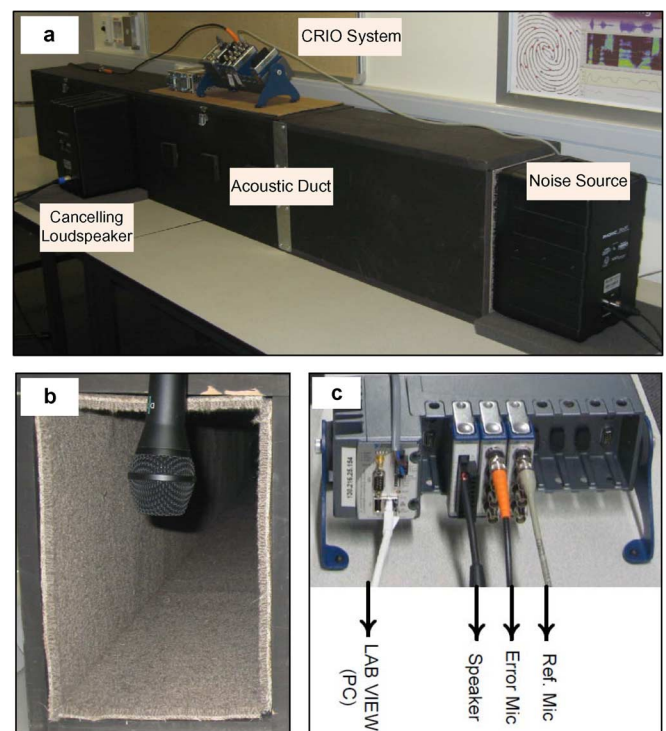 a
CRIO System
Acoustic Duct
Noise Source
Cancelling
Loudspeaker
b
c
LAB VIEW
(PC)
Speaker
Error Mic
Ref. Mic